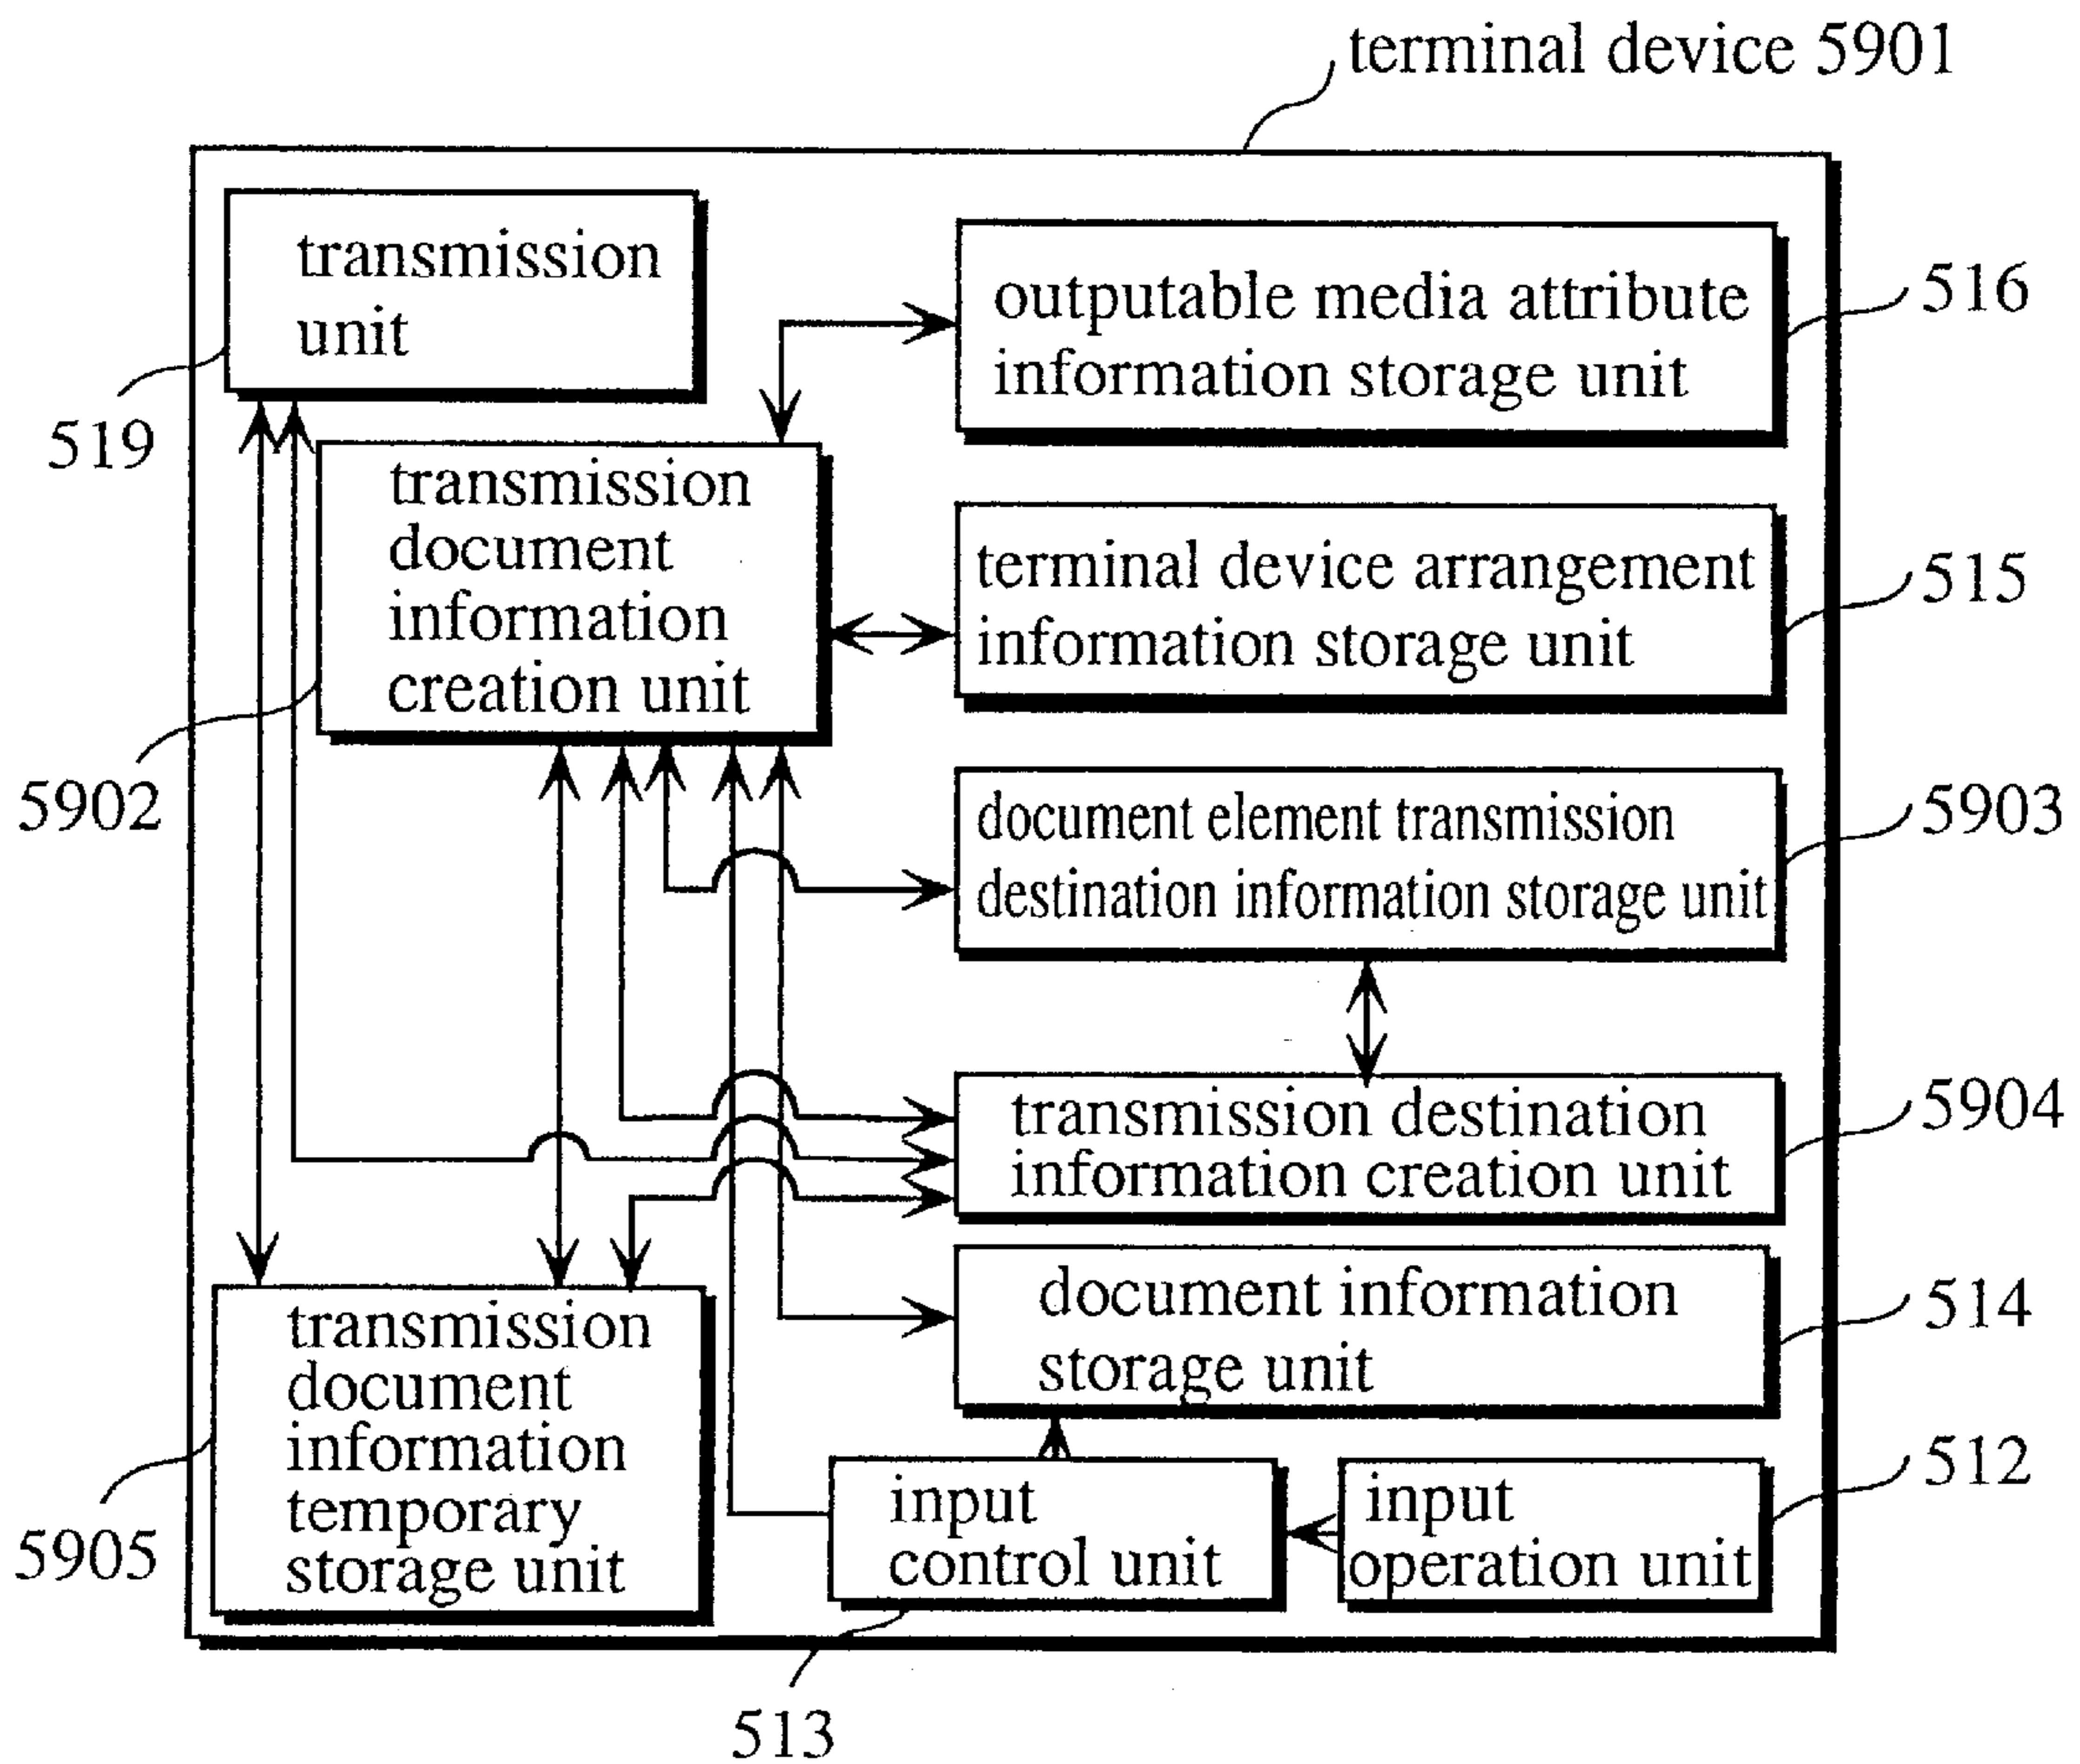 terminal device 5901
transmission
unit
519
outputable media attribute
information storage unit
516
transmission
document
information
creation unit
5902
terminal device arrangement
information storage unit
515
document element transmission
destination information storage unit
5903
transmission destination
information creation unit
5904
document information
storage unit
514
transmission
document
information
temporary
storage unit
5905
input
control unit
513
input
operation unit
512